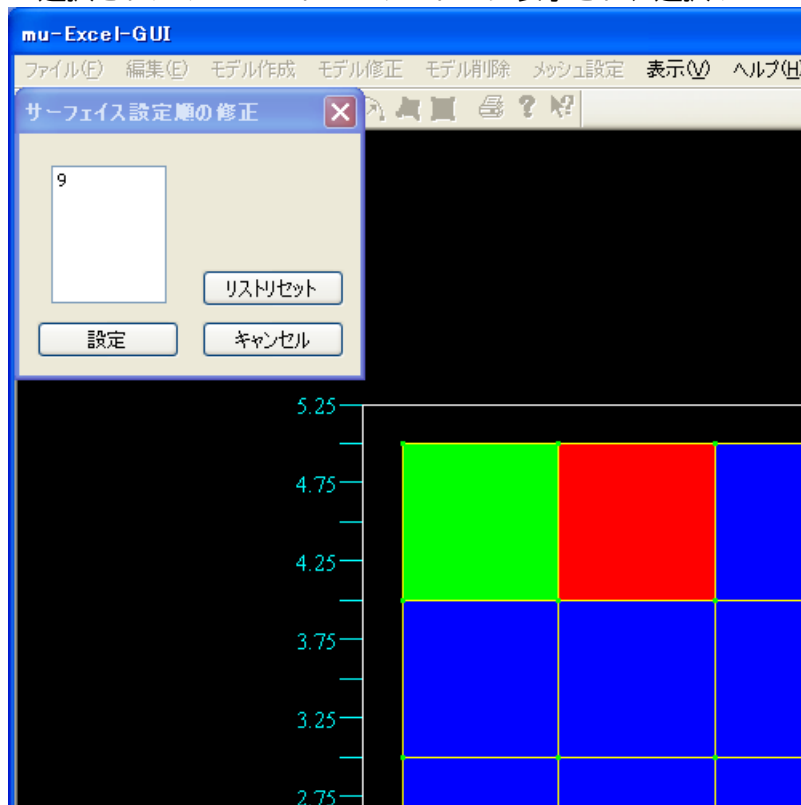 mu-Excel-GUI
ファイル(F) 編集(E) モデル作成 モデル修正 モデル削除 メッシュ設定 表示(V) ヘルプ(H)
サーフェイス設定順の修正
9
リストリセット
設定 キャンセル
5.25
4.75
4.25
3.75
3.25
2.75